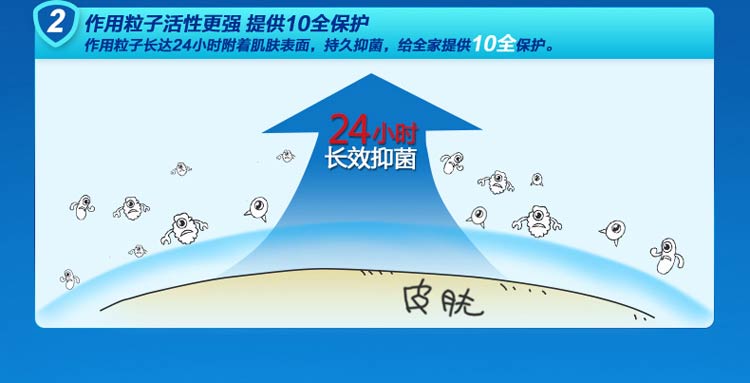 2
作用粒子活性更强 提供10全保护
作用粒子长达24小时附着肌肤表面，持久抑菌，给全家提供10全保护。
24小时
长效抑菌
皮肤